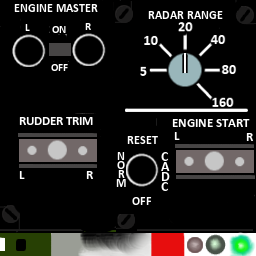 ENGINE MASTER
L ON R
OFF
RADAR RANGE
20
10 40
5 80
160
RUDDER TRIM
L R
ENGINE START
L R
RESET
NORM
CADC
OFF